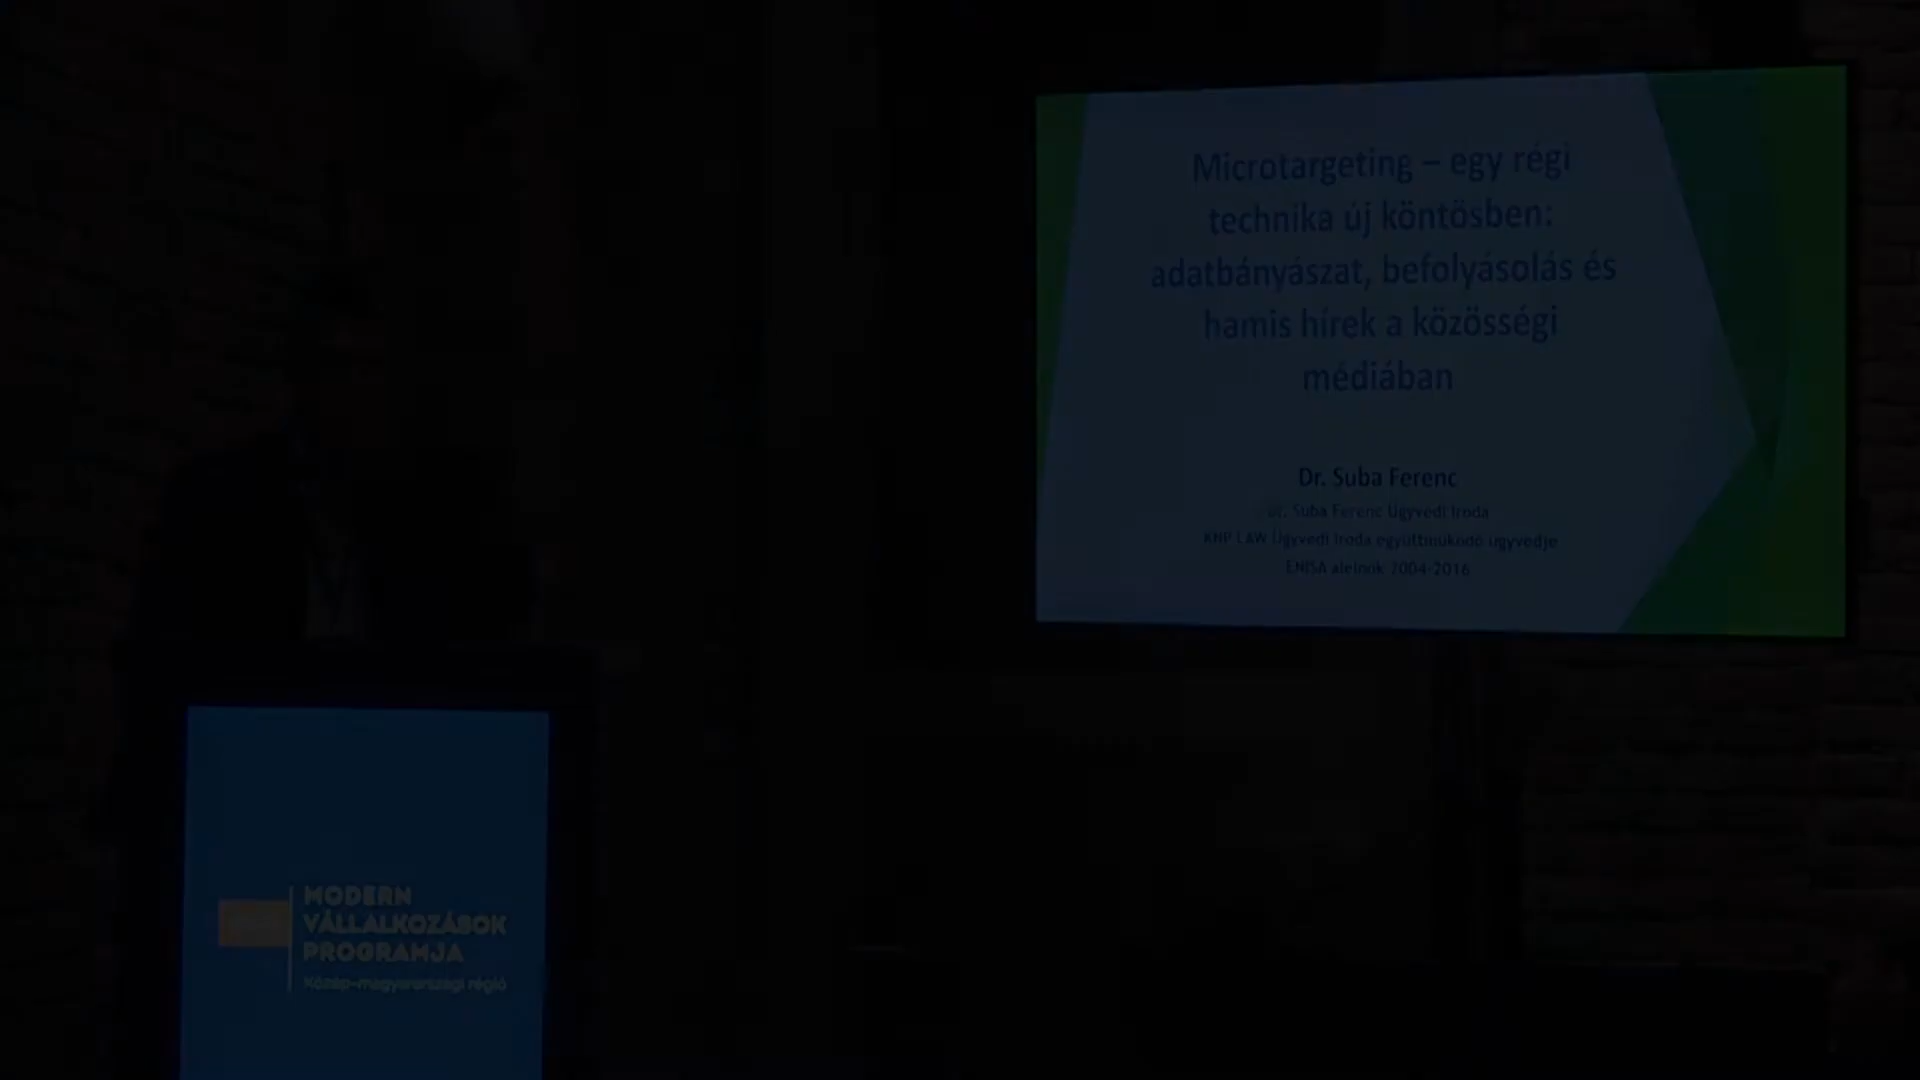 Microtargeting – egy régi
technika új köntösben:
adatbányászat, befolyásolás és
hamis hírek a közösségi
médiában
Dr. Suba Ferenc
Dr. Suba Ferenc Ügyvédi Iroda
KNP LAW Ügyvédi Iroda együttműködő ügyvédje
ENISA alelnök 2004-2016
MODERN
VÁLLALKOZÁSOK
PROGRAMJA
Közép-magyarországi régió